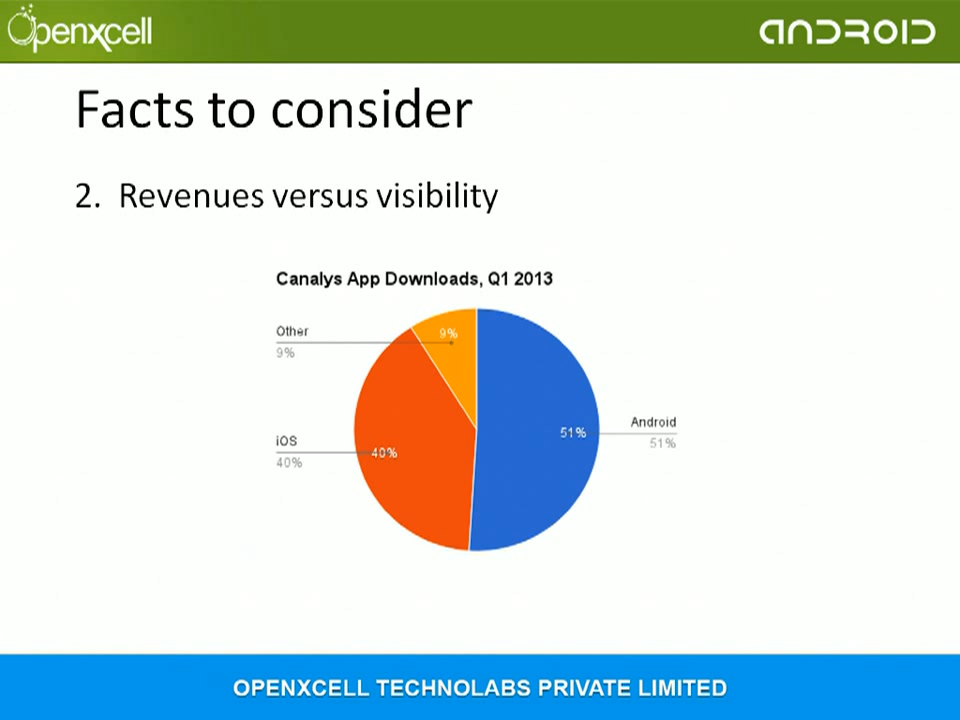 Openxcell
ANDROID
Facts to consider
2. Revenues versus visibility
Canalys App Downloads, Q1 2013
Other
9%
9%
iOS
40%
40%
51%
Android
51%
OPENXCELL TECHNOLABS PRIVATE LIMITED